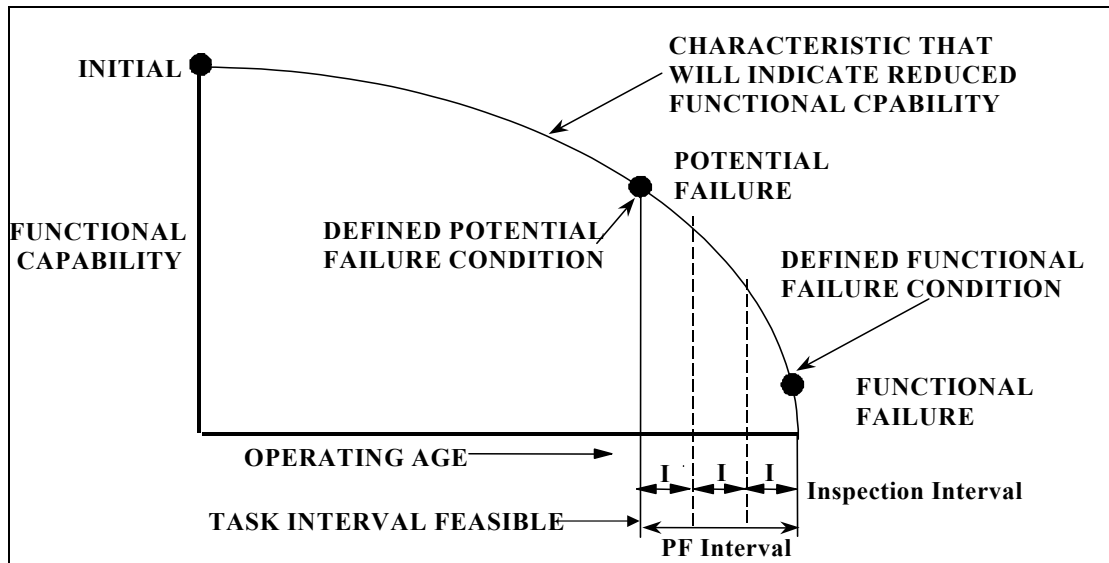 INITIAL
CHARACTERISTIC THAT
WILL INDICATE REDUCED
FUNCTIONAL CPABILITY
POTENTIAL
FAILURE
FUNCTIONAL
CAPABILITY
DEFINED POTENTIAL
FAILURE CONDITION
DEFINED FUNCTIONAL
FAILURE CONDITION
FUNCTIONAL
FAILURE
OPERATING AGE
I I I
Inspection Interval
TASK INTERVAL FEASIBLE
PF Interval